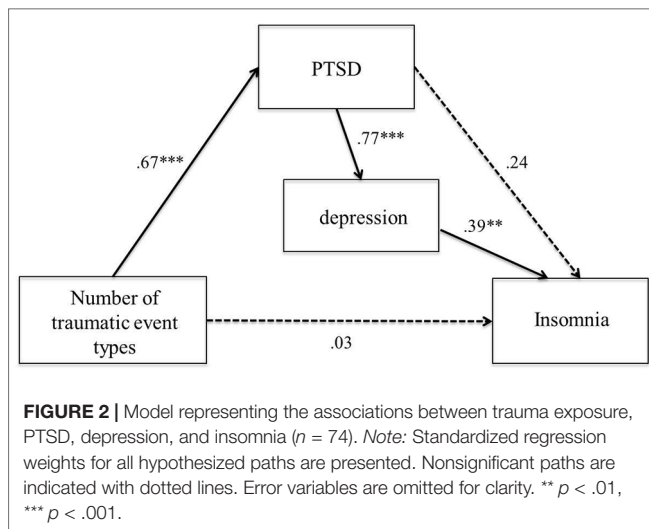 PTSD
.67***
.77***
.24
depression
.39**
Number of
traumatic event
types
.03
Insomnia
FIGURE 2 | Model representing the associations between trauma exposure,
PTSD, depression, and insomnia (n = 74). Note: Standardized regression
weights for all hypothesized paths are presented. Nonsignificant paths are
indicated with dotted lines. Error variables are omitted for clarity. ** p < .01,
*** p < .001.